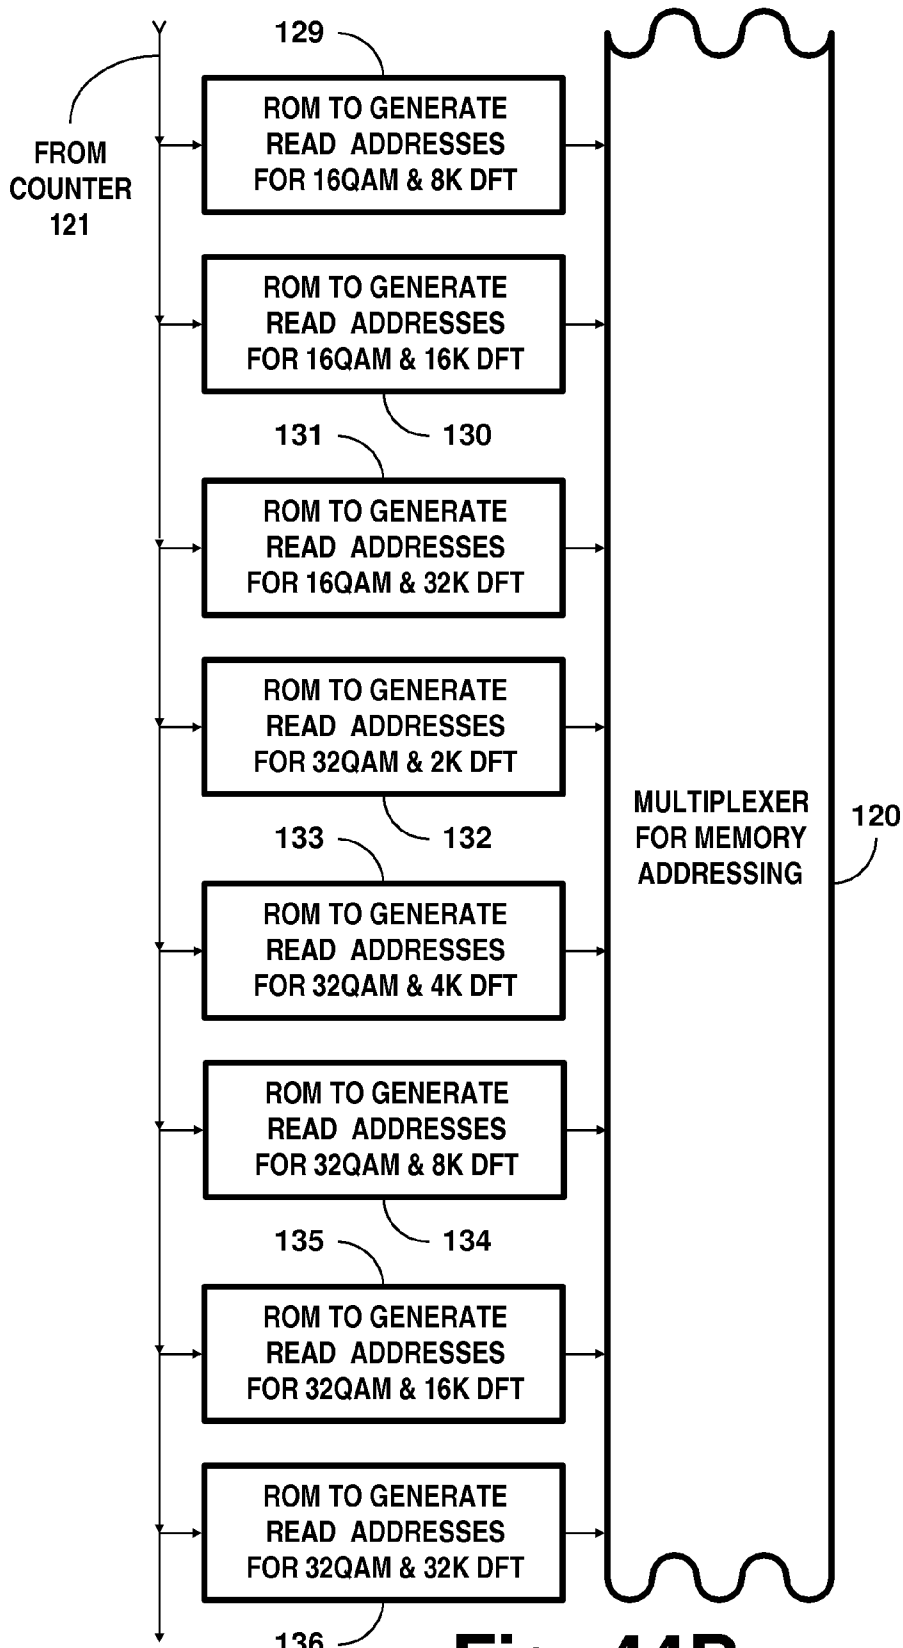 129
ROM TO GENERATE
READ ADDRESSES
FOR 16QAM & 8K DFT
FROM
COUNTER
121
ROM TO GENERATE
READ ADDRESSES
FOR 16QAM & 16K DFT
130
131
ROM TO GENERATE
READ ADDRESSES
FOR 16QAM & 32K DFT
ROM TO GENERATE
READ ADDRESSES
FOR 32QAM & 2K DFT
132
MULTIPLEXER
FOR MEMORY
ADDRESSING
120
133
ROM TO GENERATE
READ ADDRESSES
FOR 32QAM & 4K DFT
ROM TO GENERATE
READ ADDRESSES
FOR 32QAM & 8K DFT
134
135
ROM TO GENERATE
READ ADDRESSES
FOR 32QAM & 16K DFT
ROM TO GENERATE
READ ADDRESSES
FOR 32QAM & 32K DFT
136